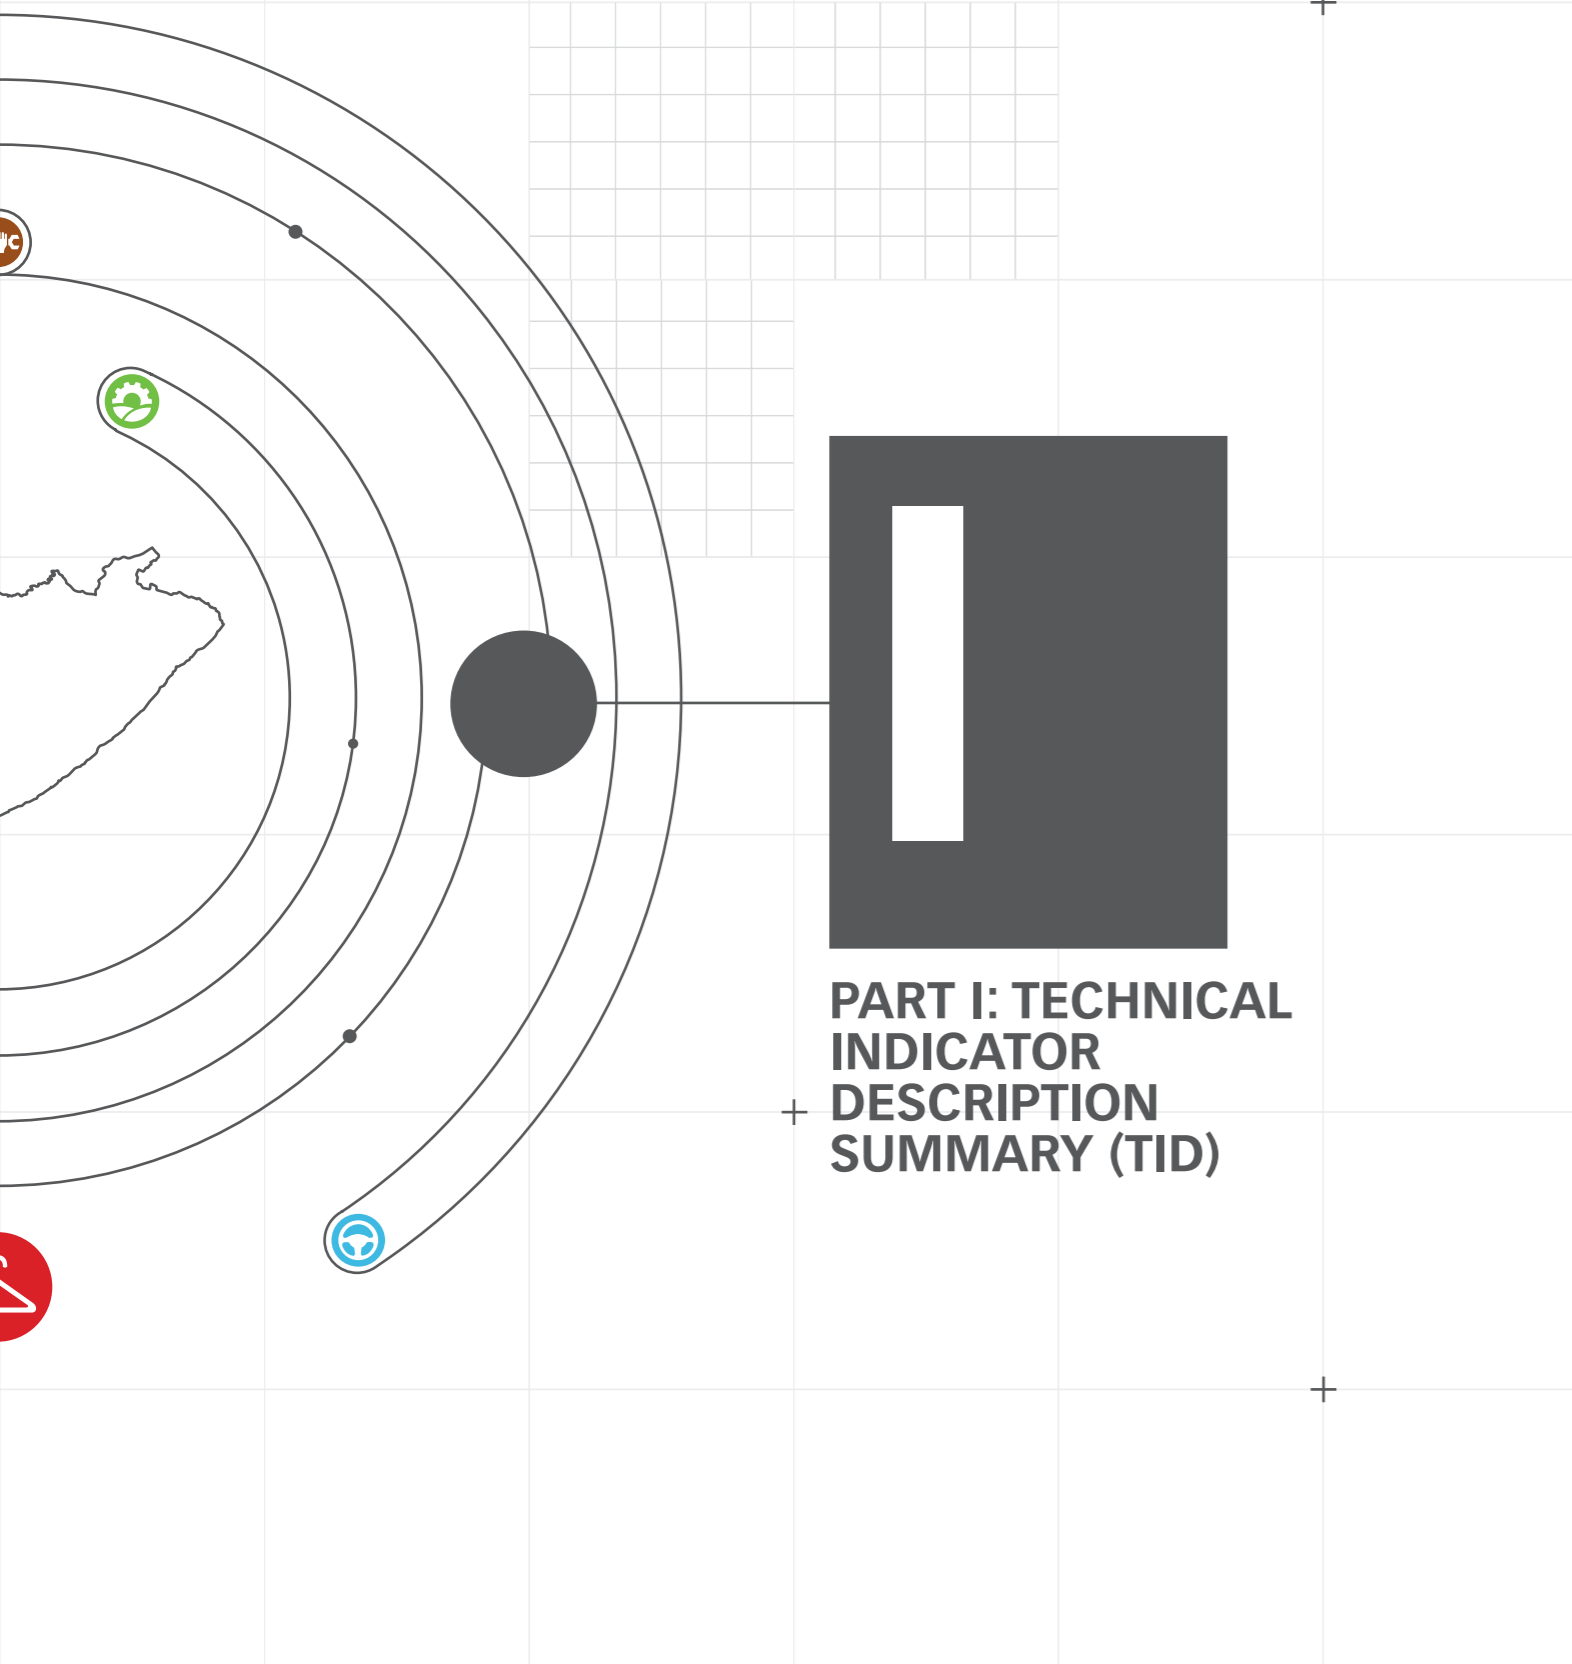 I
PART I: TECHNICAL
INDICATOR
DESCRIPTION
SUMMARY (TID)